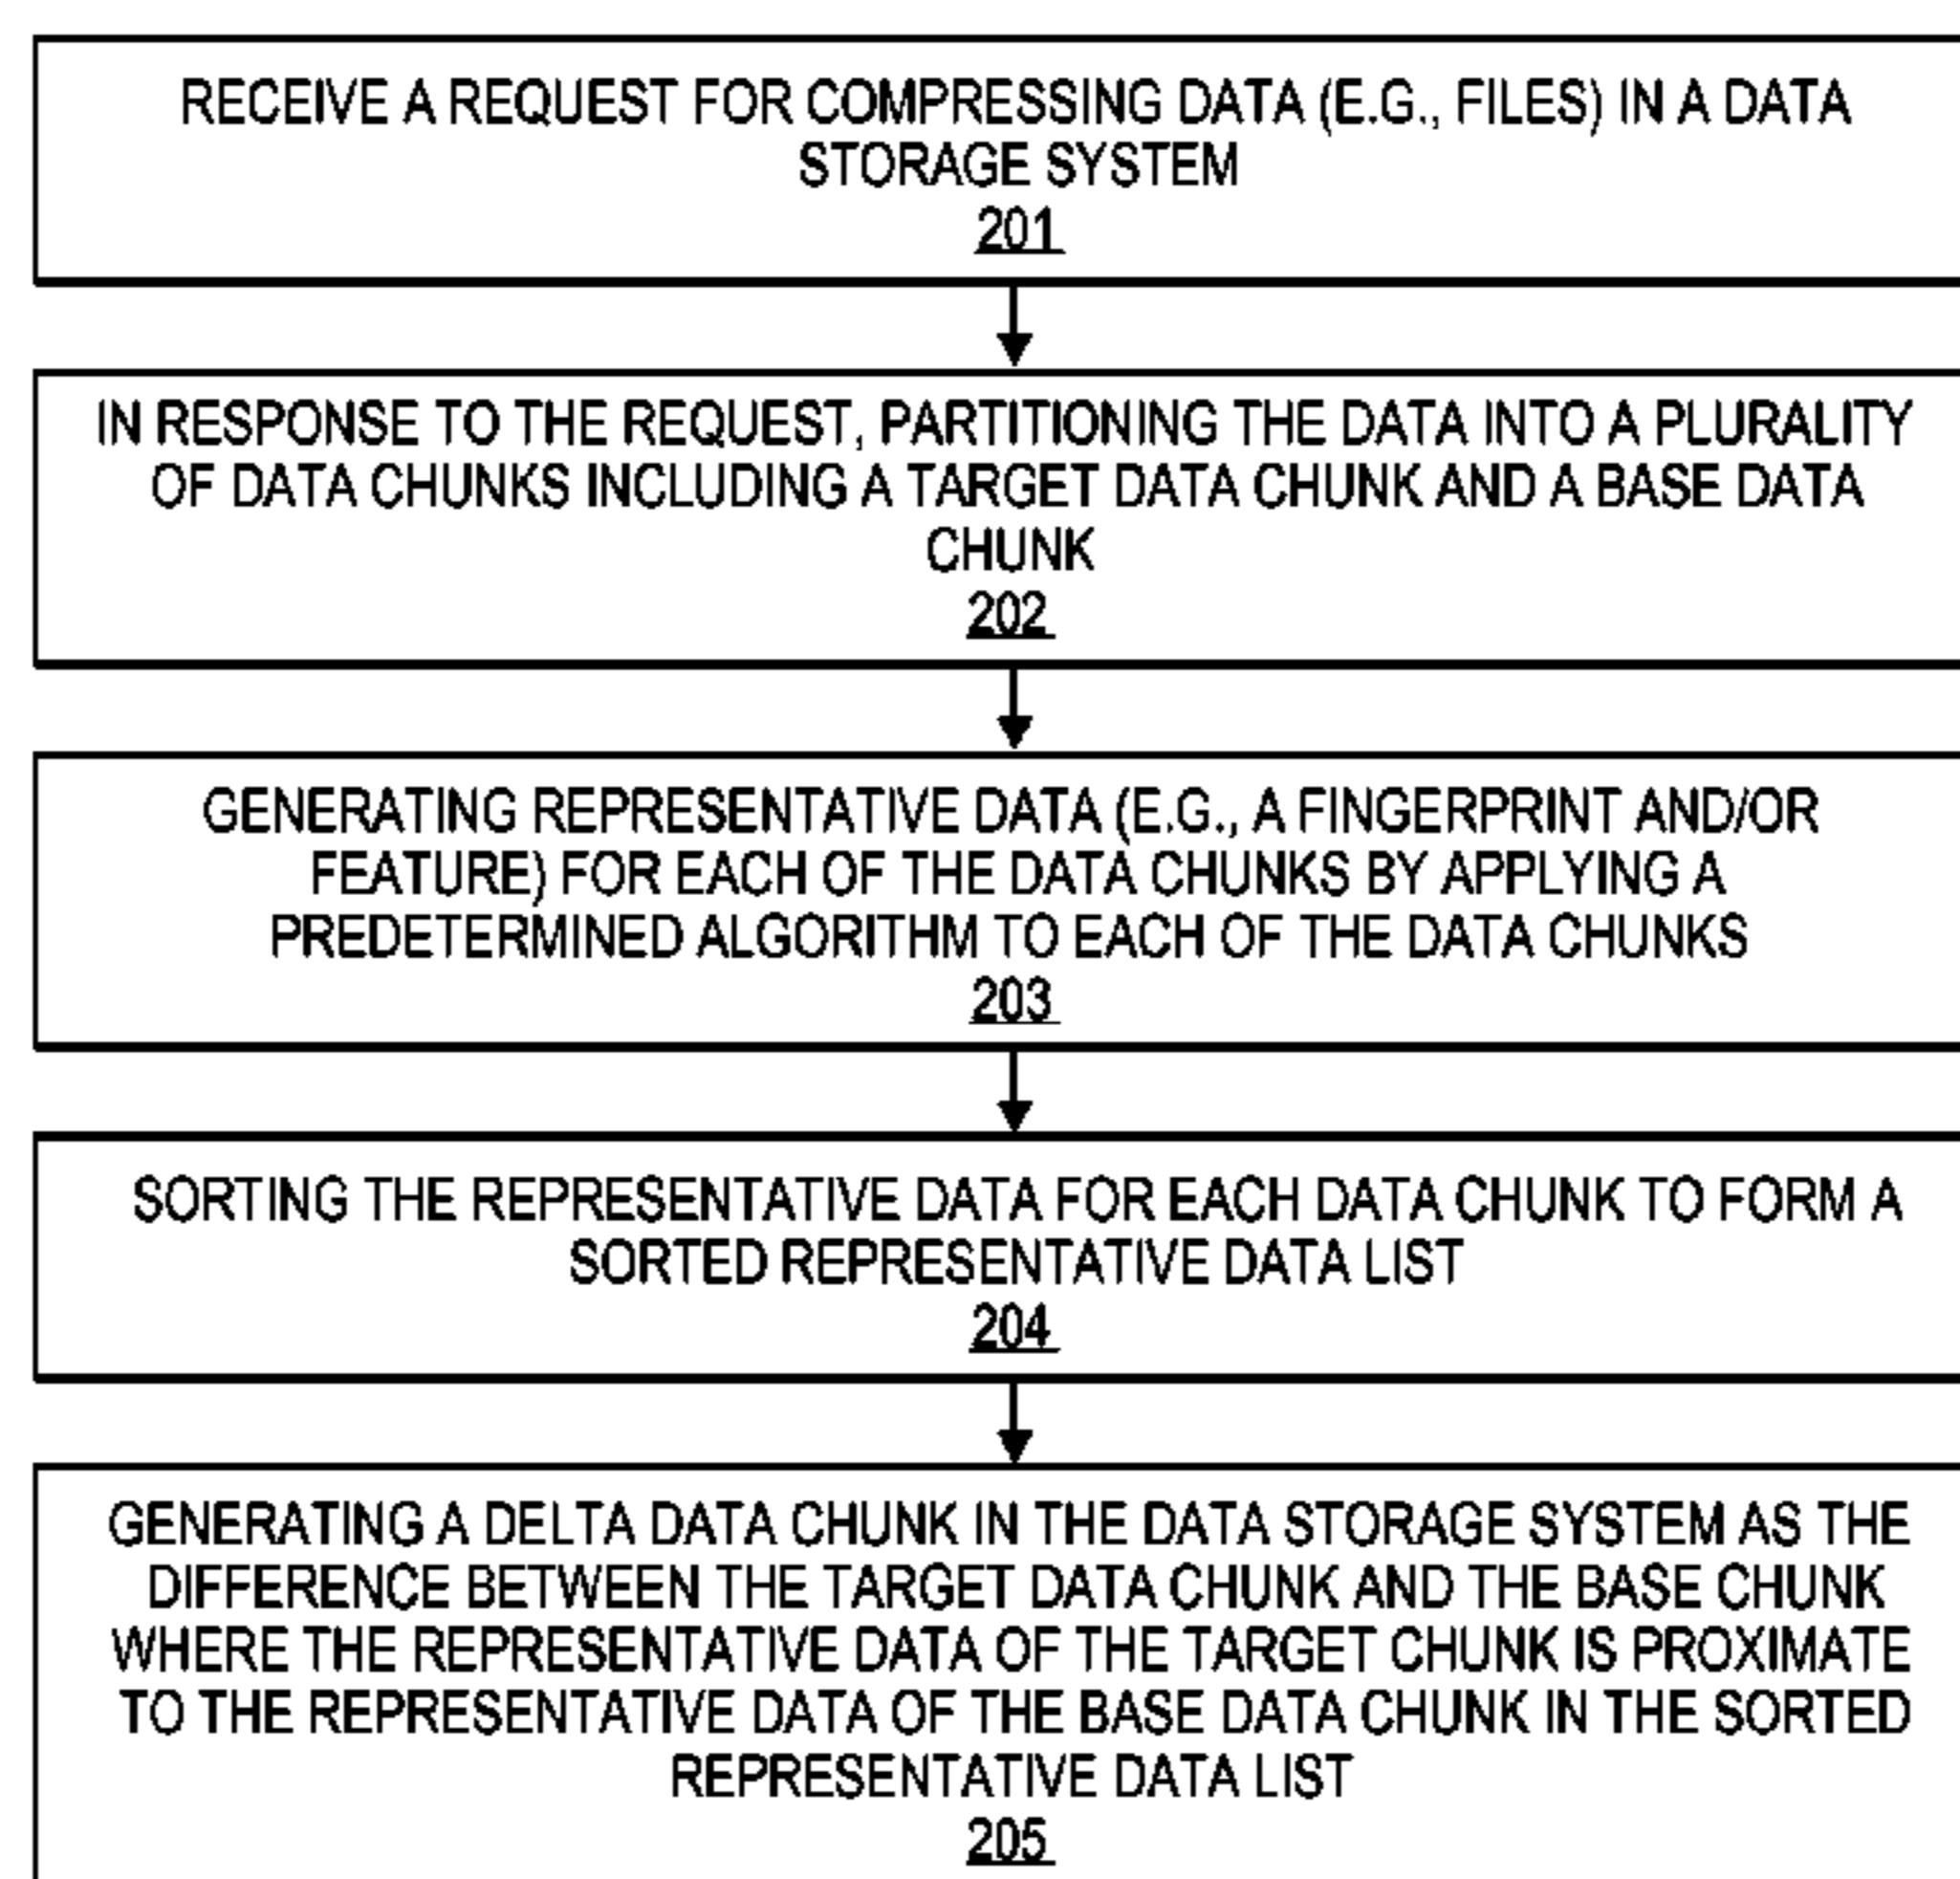 RECEIVE A REQUEST FOR COMPRESSING DATA (E.G., FILES) IN A DATA
STORAGE SYSTEM
201
IN RESPONSE TO THE REQUEST, PARTITIONING THE DATA INTO A PLURALITY
OF DATA CHUNKS INCLUDING A TARGET DATA CHUNK AND A BASE DATA
CHUNK
202
GENERATING REPRESENTATIVE DATA (E.G., A FINGERPRINT AND/OR
FEATURE) FOR EACH OF THE DATA CHUNKS BY APPLYING A
PREDETERMINED ALGORITHM TO EACH OF THE DATA CHUNKS
203
SORTING THE REPRESENTATIVE DATA FOR EACH DATA CHUNK TO FORM A
SORTED REPRESENTATIVE DATA LIST
204
GENERATING A DELTA DATA CHUNK IN THE DATA STORAGE SYSTEM AS THE
DIFFERENCE BETWEEN THE TARGET DATA CHUNK AND THE BASE CHUNK
WHERE THE REPRESENTATIVE DATA OF THE TARGET CHUNK IS PROXIMATE
TO THE REPRESENTATIVE DATA OF THE BASE DATA CHUNK IN THE SORTED
REPRESENTATIVE DATA LIST
205